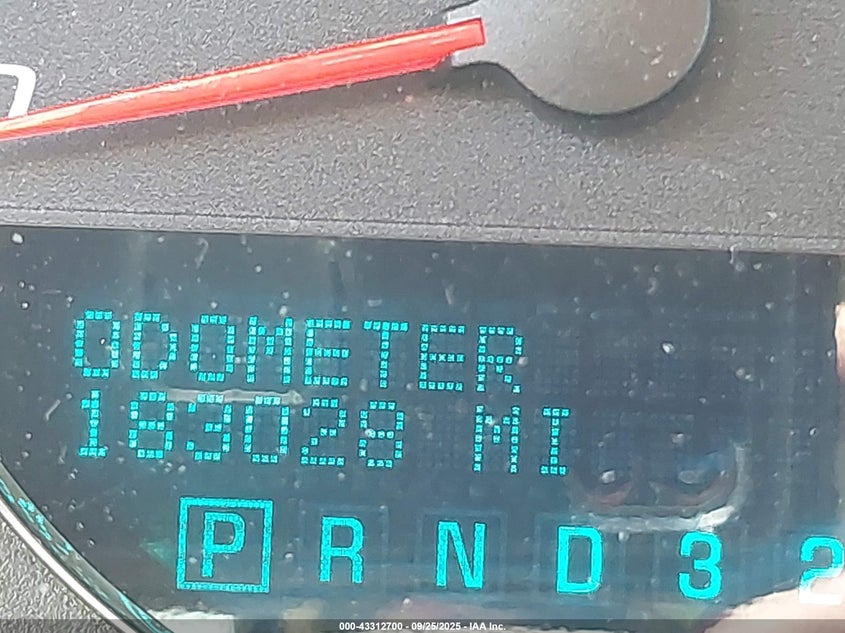 ODOMETER
183028 MI
P R N D 3 2
000-43312700 - 09/25/2025 - IAA Inc.